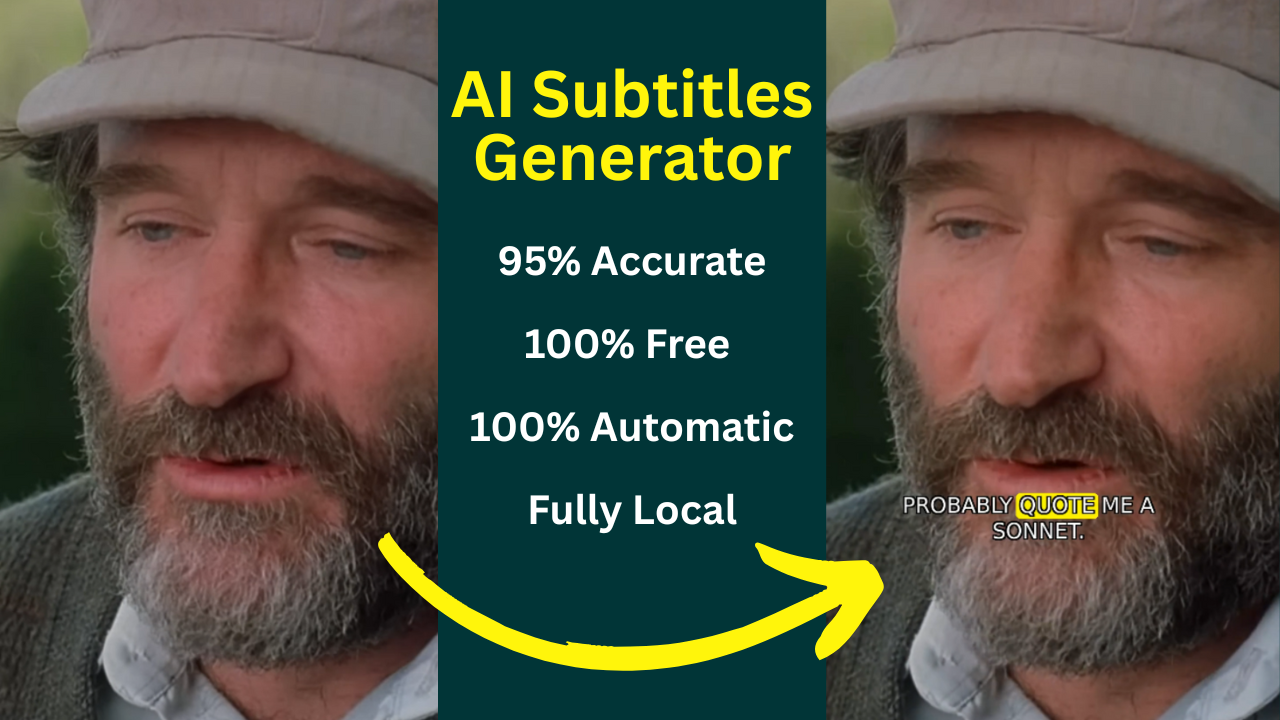 AI Subtitles
Generator
95% Accurate
100% Free
100% Automatic
Fully Local
PROBABLY QUOTE ME A
SONNET.